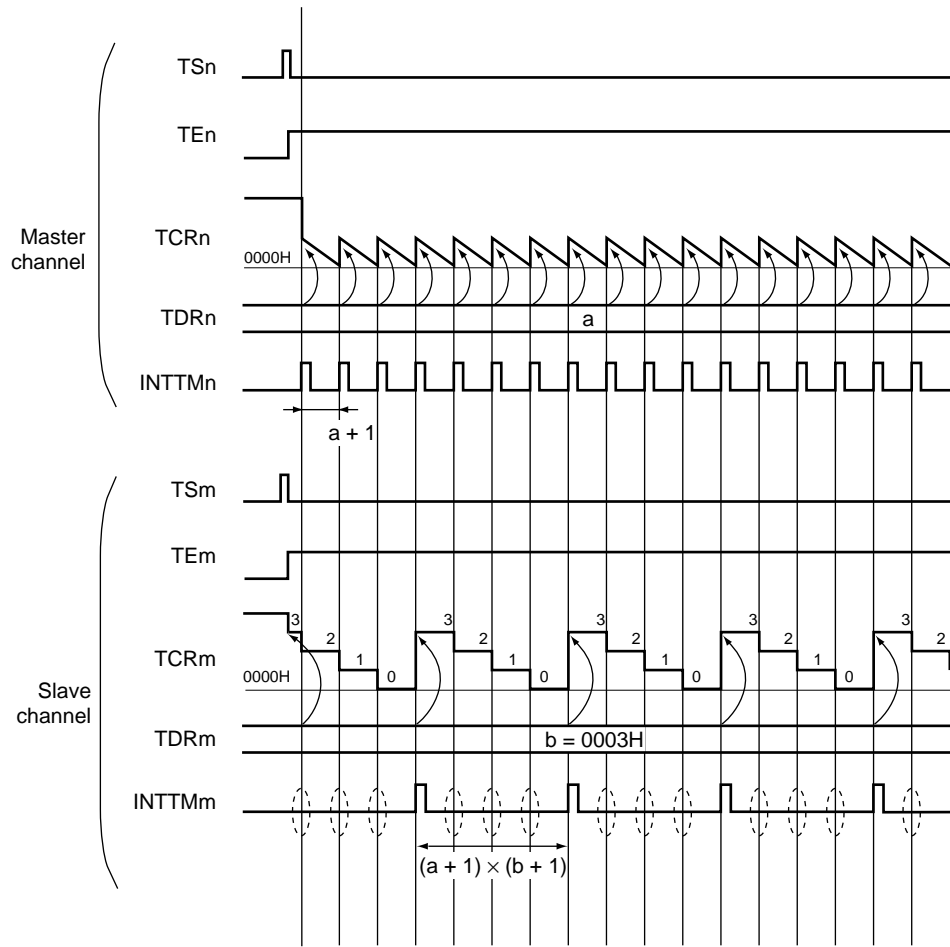 TSn
TEn
Master
channel
TCRn
0000H
TDRn
a
INTTMn
a + 1
TSm
TEm
3 3 3 3 3
2 2 2 2 2
1 1 1 1
0 0 0 0
TCRm
0000H
Slave
channel
TDRm
b = 0003H
INTTMm
(a + 1) × (b + 1)